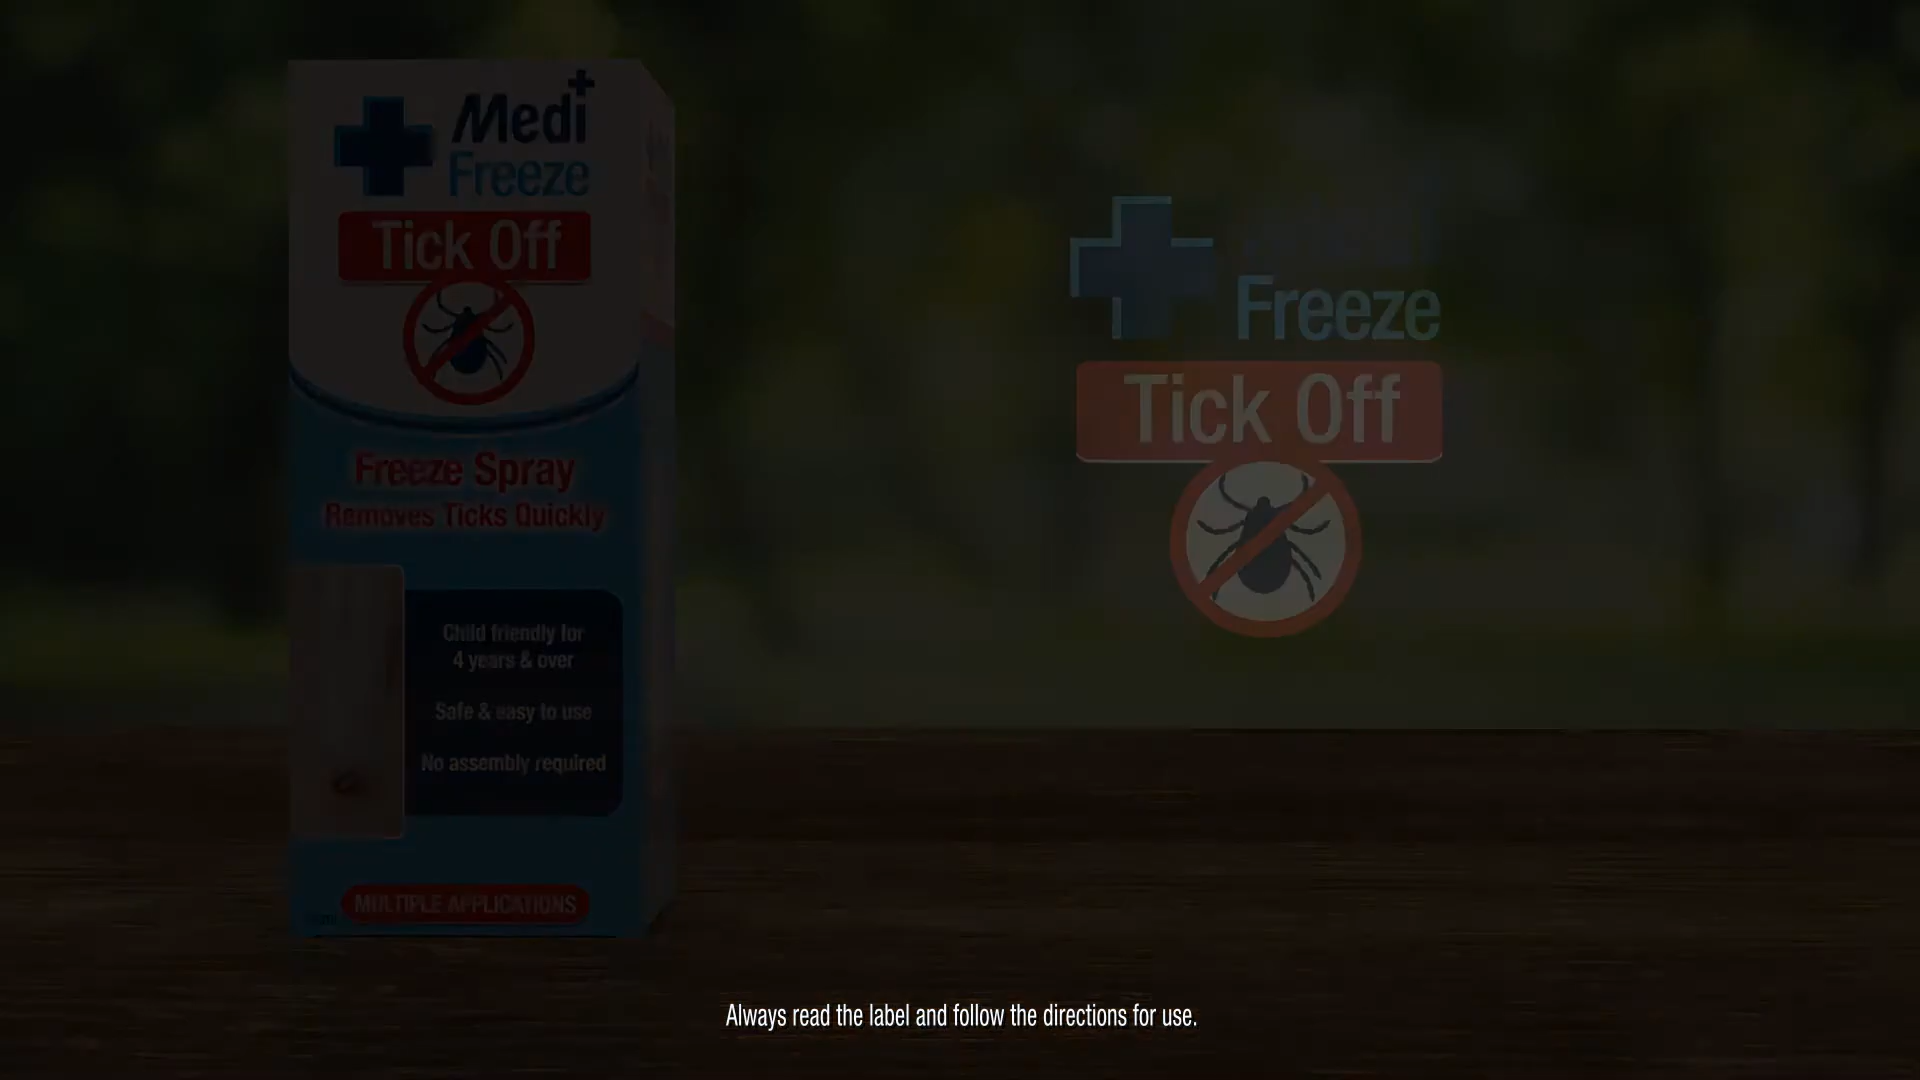 Medi
Freeze
Tick Off
Freeze Spray
Removes Ticks Quickly
Child friendly for
4 years & over
Safe & easy to use
No assembly required
MULTIPLE APPLICATIONS
Freeze
Tick Off
Always read the label and follow the directions for use.